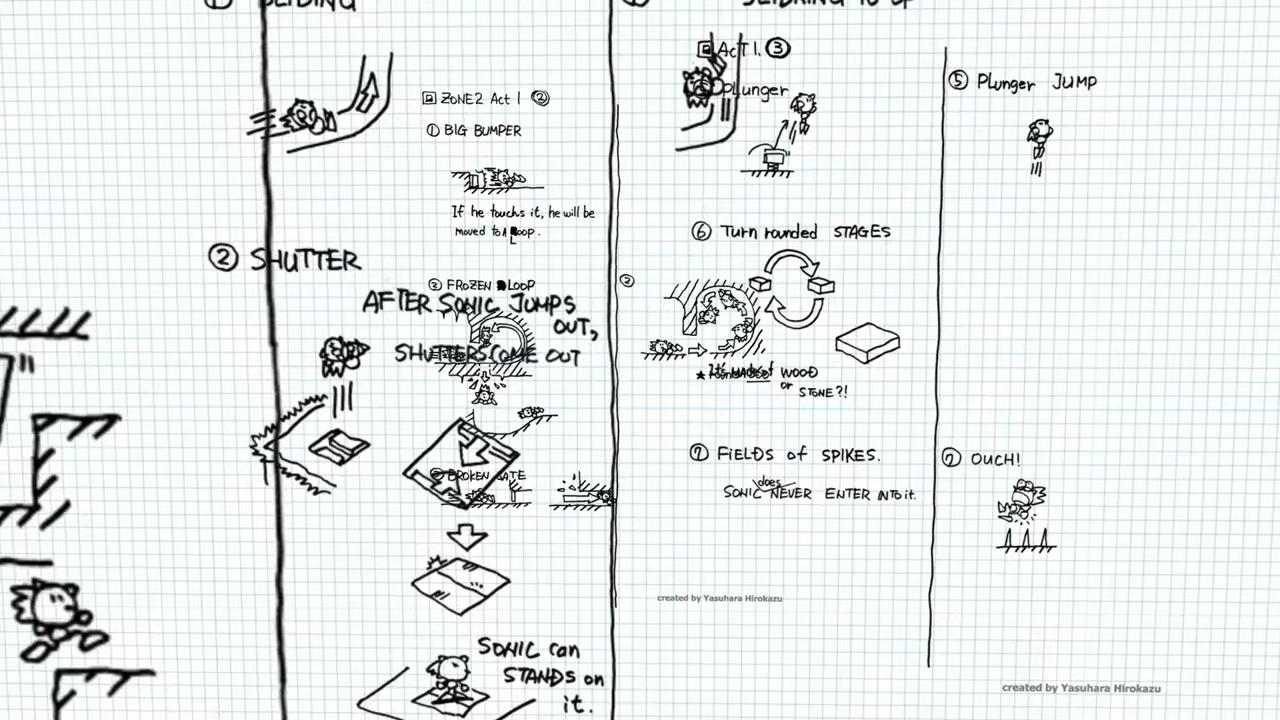 ① SLIDING
② SHUTTER
AFTER SONIC JUMPS
OUT,
SHUTTERS COME OUT
SONIC can
STANDS on
it.
ZONE2 Act 1 ②
① BIG BUMPER
If he touchs it, he will be
moved to a Loop.
② FROZEN LOOP
③ BROKEN GATE
②
Act 1. ③
Plunger
⑥ Turn rounded STAGES
It's made of WOOD
or STONE?!
⑦ FIELDS of SPIKES.
does
SONIC NEVER ENTER INTO it.
created by Yasuhara Hirokazu
⑤ Plunger JUMP
⑦ OUCH!
created by Yasuhara Hirokazu